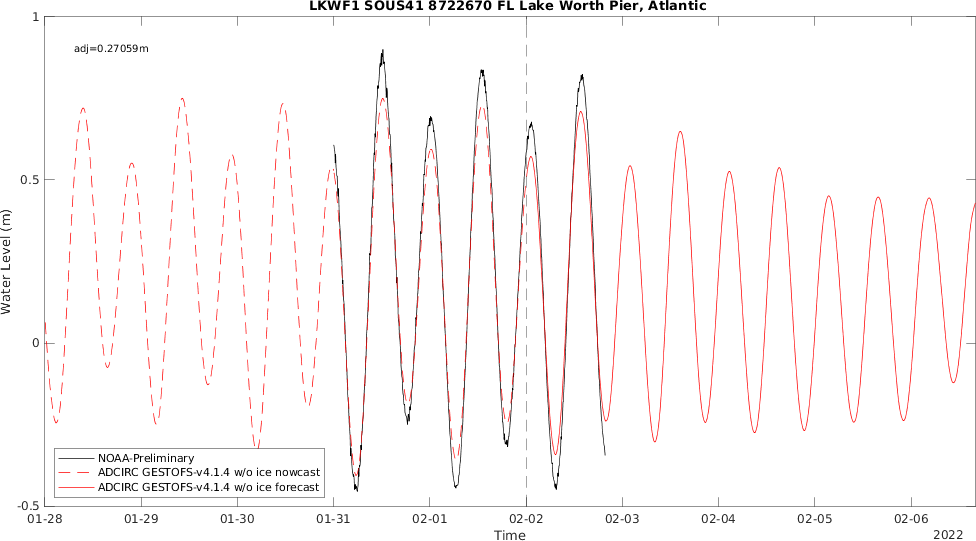 LKWF1 SOUS41 8722670 FL Lake Worth Pier, Atlantic
adj=0.27059m
1
0.5
0
-0.5
Water Level (m)
NOAA-Preliminary
ADCIRC GESTOFS-v4.1.4 w/o ice nowcast
ADCIRC GESTOFS-v4.1.4 w/o ice forecast
01-28 01-29 01-30 01-31 02-01 02-02 02-03 02-04 02-05 02-06
Time
2022